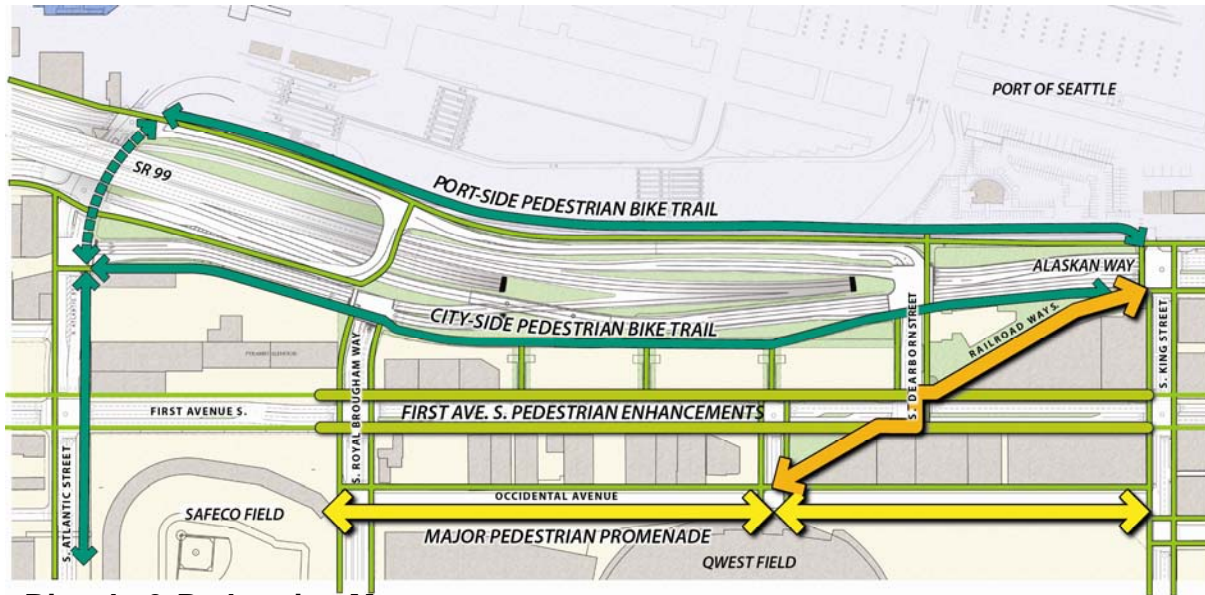 PORT OF SEATTLE
SR 99
PORT-SIDE PEDESTRIAN BIKE TRAIL
ALASKAN WAY
CITY-SIDE PEDESTRIAN BIKE TRAIL
RAILROAD WAYS.
S. DEARBORN STREET
S. KING STREET
S. ROYAL BROUGHAM WAY
FIRST AVENUE S.
FIRST AVE. S. PEDESTRIAN ENHANCEMENTS
S. ATLANTIC STREET
OCCIDENTAL AVENUE
SAFECO FIELD
MAJOR PEDESTRIAN PROMENADE
QWEST FIELD